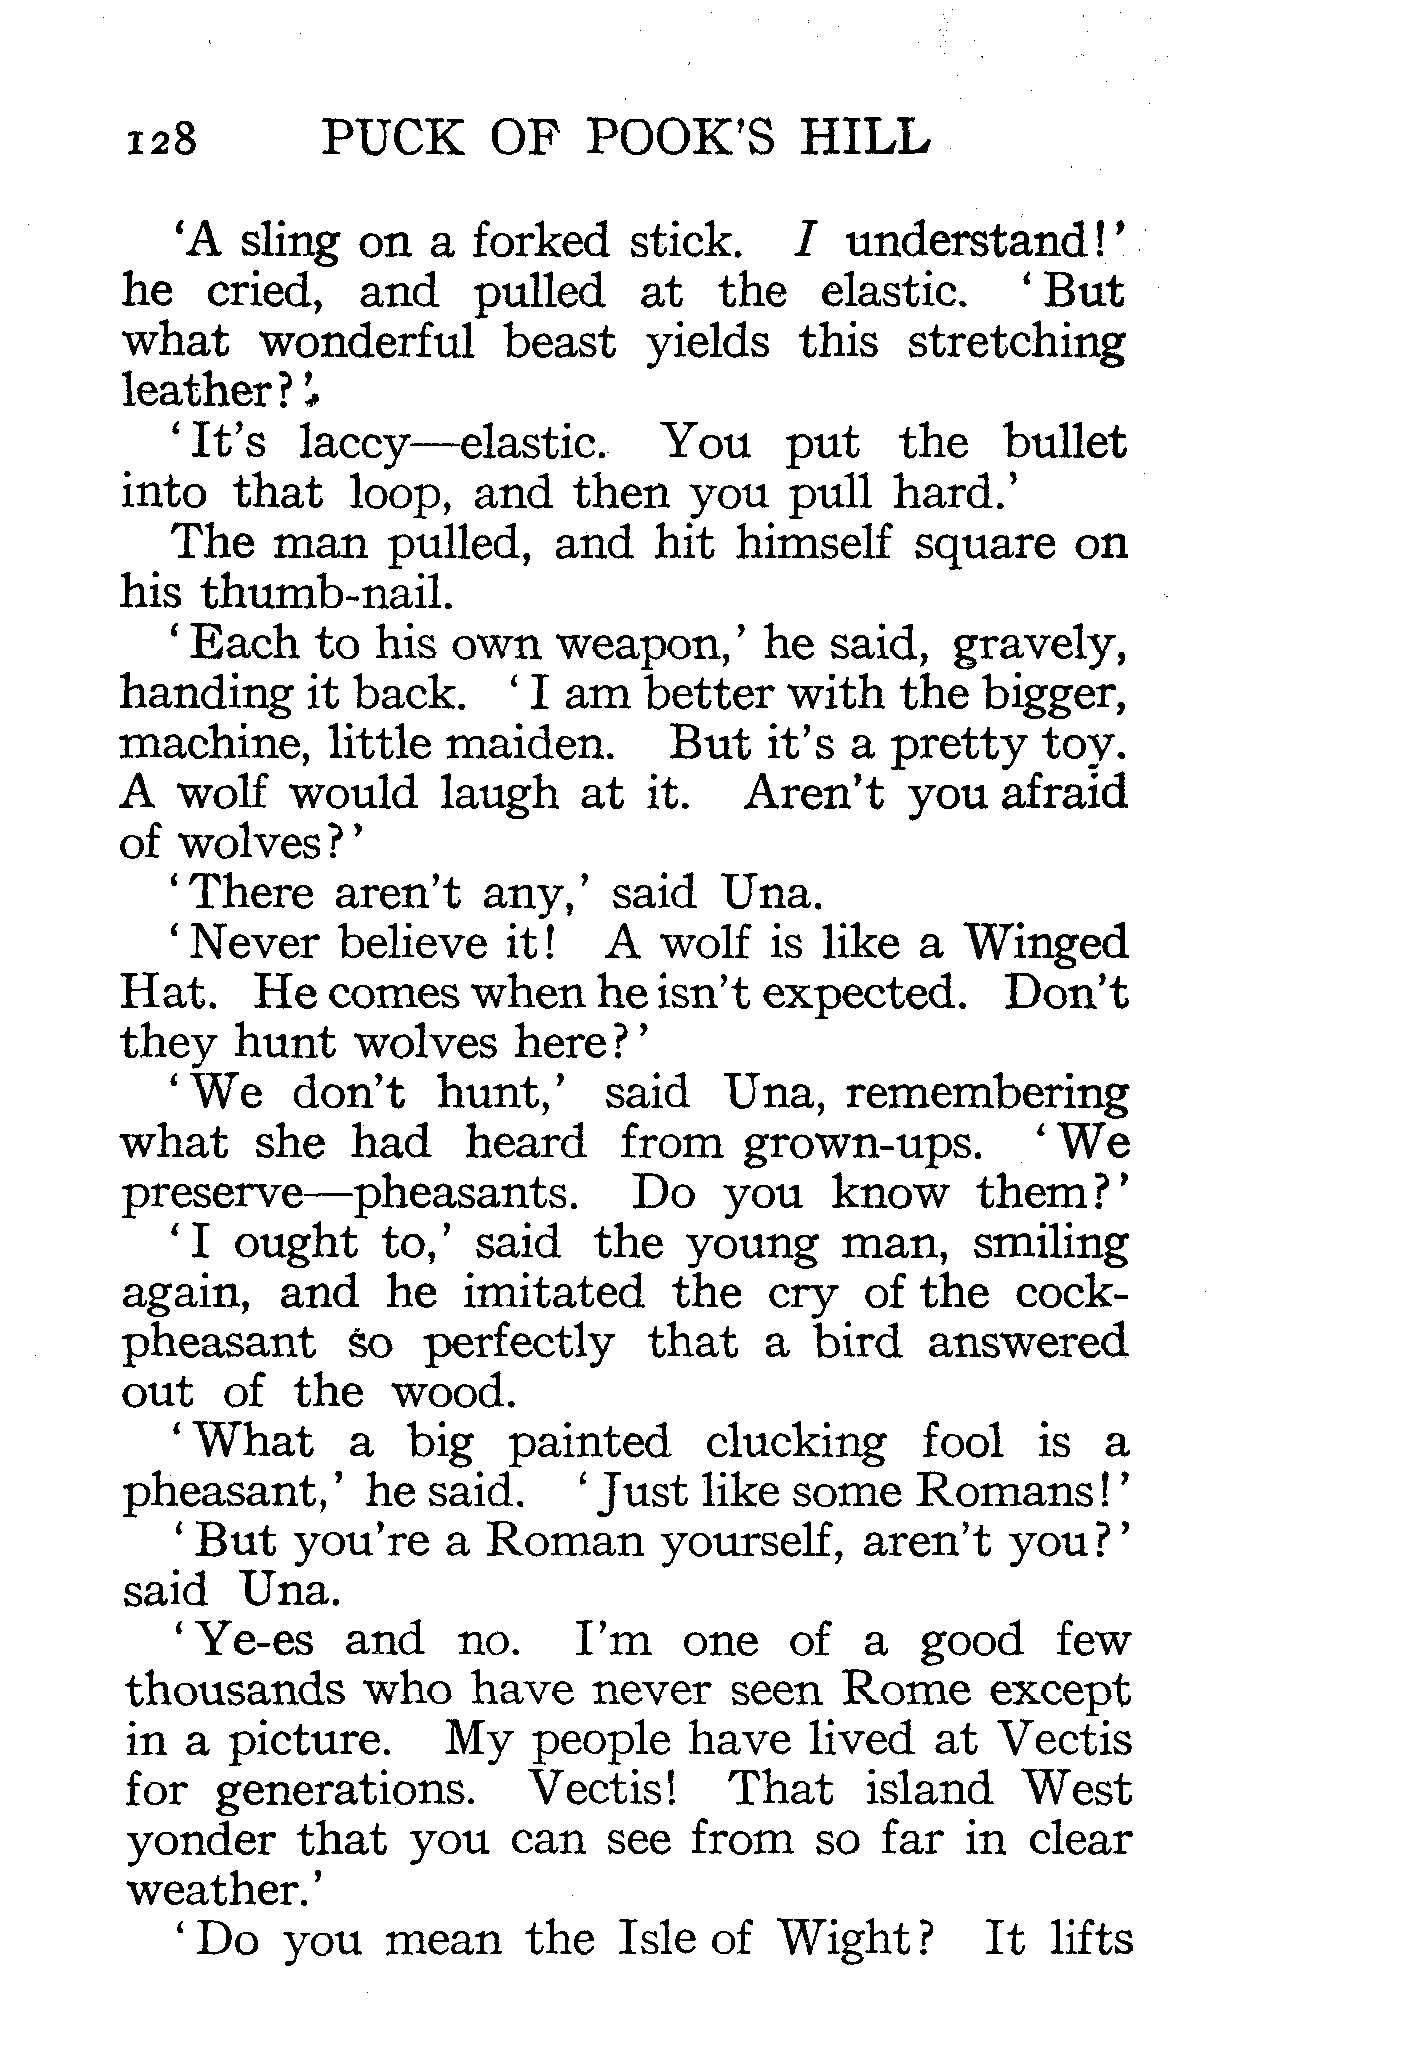 128 PUCK OF POOK'S HILL
'A sling on a forked stick. I understand!'
he cried, and pulled at the elastic. 'But
what wonderful beast yields this stretching
leather?'
'It's laccy—elastic. You put the bullet
into that loop, and then you pull hard.'
The man pulled, and hit himself square on
his thumb-nail.
'Each to his own weapon,' he said, gravely,
handing it back. 'I am better with the bigger,
machine, little maiden. But it's a pretty toy.
A wolf would laugh at it. Aren't you afraid
of wolves?'
'There aren't any,' said Una.
'Never believe it! A wolf is like a Winged
Hat. He comes when he isn't expected. Don't
they hunt wolves here?'
'We don't hunt,' said Una, remembering
what she had heard from grown-ups. 'We
preserve—pheasants. Do you know them?'
'I ought to,' said the young man, smiling
again, and he imitated the cry of the cock-
pheasant so perfectly that a bird answered
out of the wood.
'What a big painted clucking fool is a
pheasant,' he said. 'Just like some Romans!'
'But you're a Roman yourself, aren't you?'
said Una.
'Ye-es and no. I'm one of a good few
thousands who have never seen Rome except
in a picture. My people have lived at Vectis
for generations. Vectis! That island West
yonder that you can see from so far in clear
weather.'
'Do you mean the Isle of Wight? It lifts